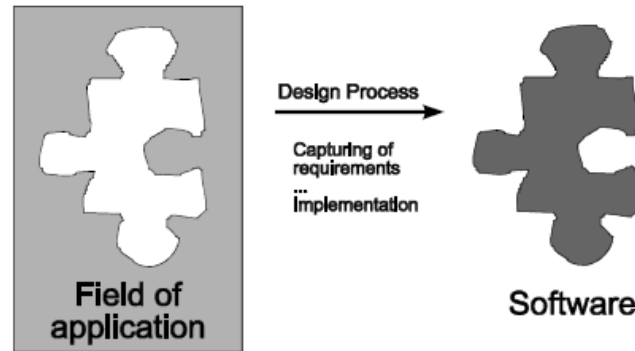 Design Process
Capturing of
requirements
...
Implementation
Field of
application
Software